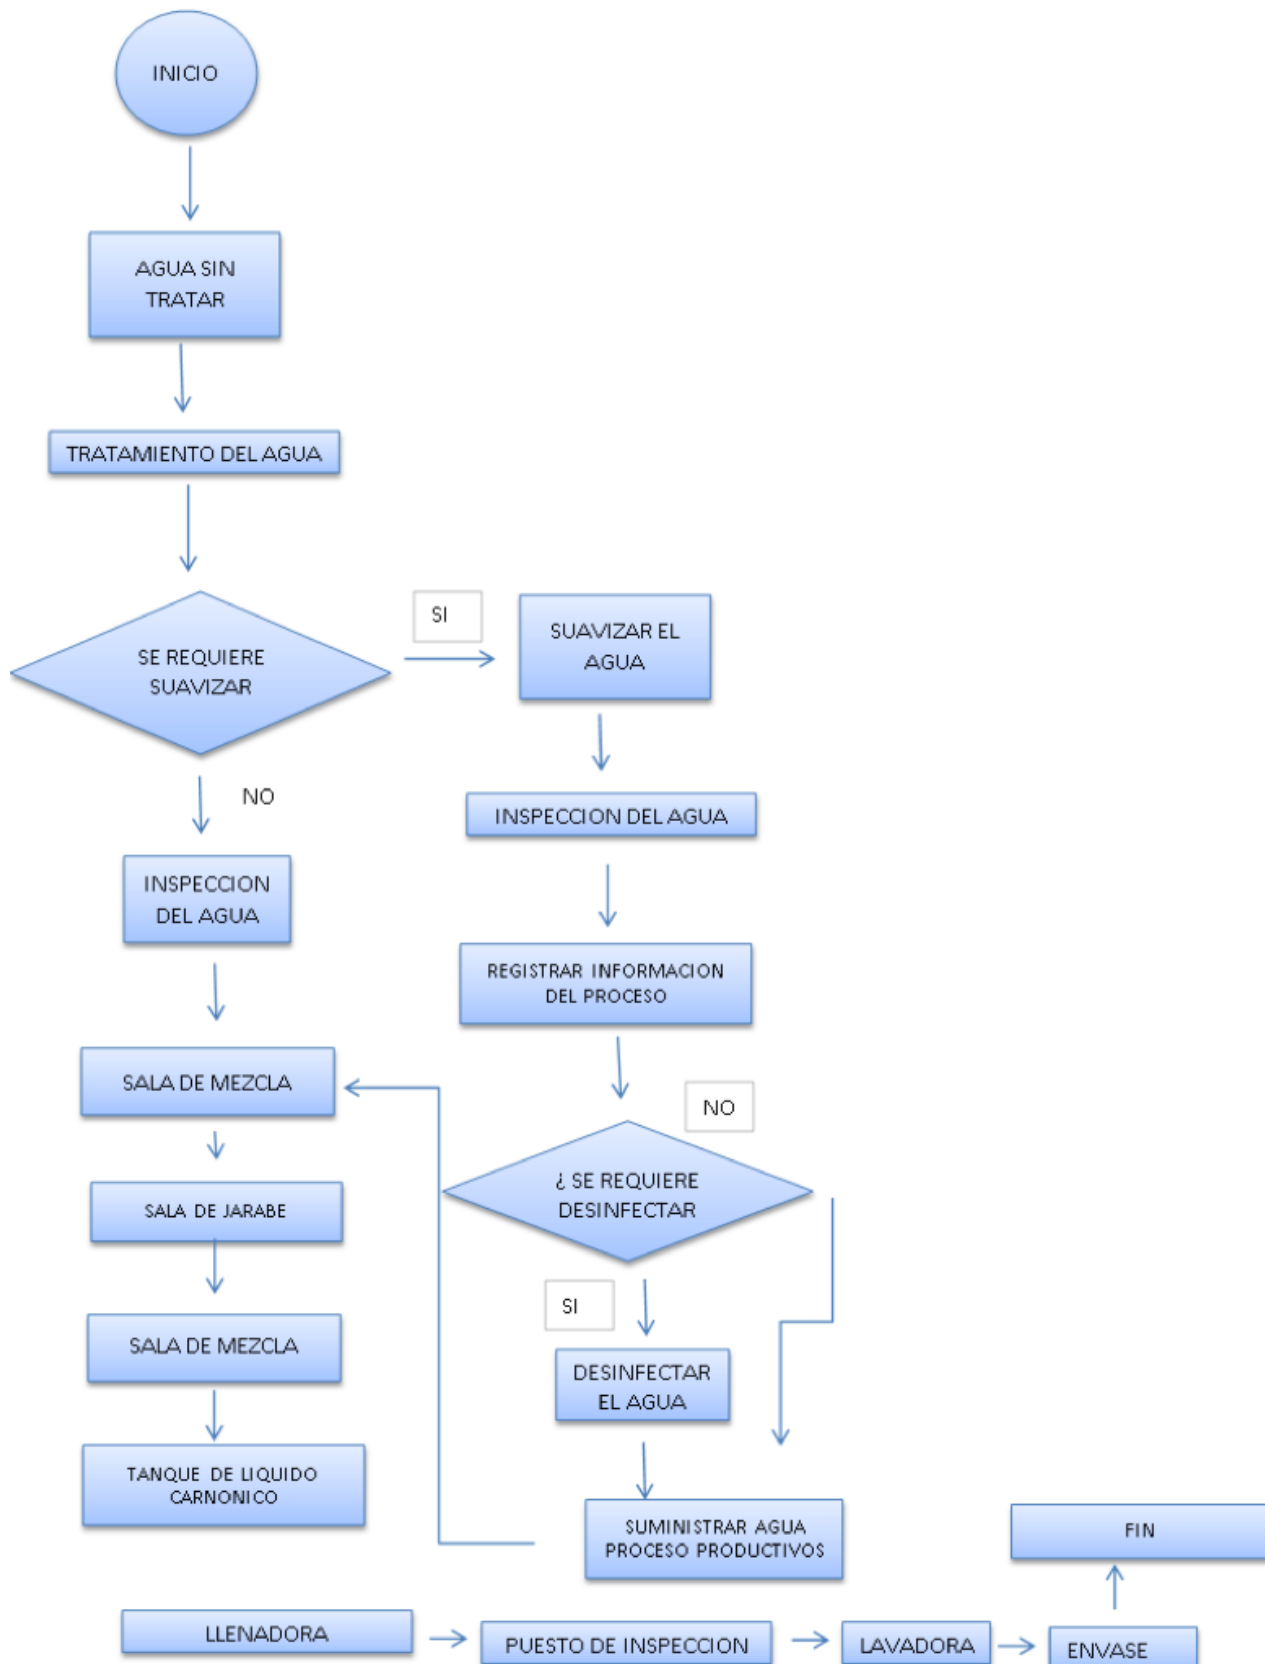 INICIO
AGUA SIN
TRATAR
TRATAMIENTO DEL AGUA
SE REQUIERE
SUAVIZAR
SI
SUAVIZAR EL
AGUA
NO
INSPECCION DEL AGUA
INSPECCION
DEL AGUA
REGISTRAR INFORMACION
DEL PROCESO
SALA DE MEZCLA
NO
¿ SE REQUIERE
DESINFECTAR
SALA DE JARABE
SI
SALA DE MEZCLA
DESINFECTAR
EL AGUA
TANQUE DE LIQUIDO
CARNONICO
SUMINISTRAR AGUA
PROCESO PRODUCTIVOS
FIN
LLENADORA
PUESTO DE INSPECCION
LAVADORA
ENVASE